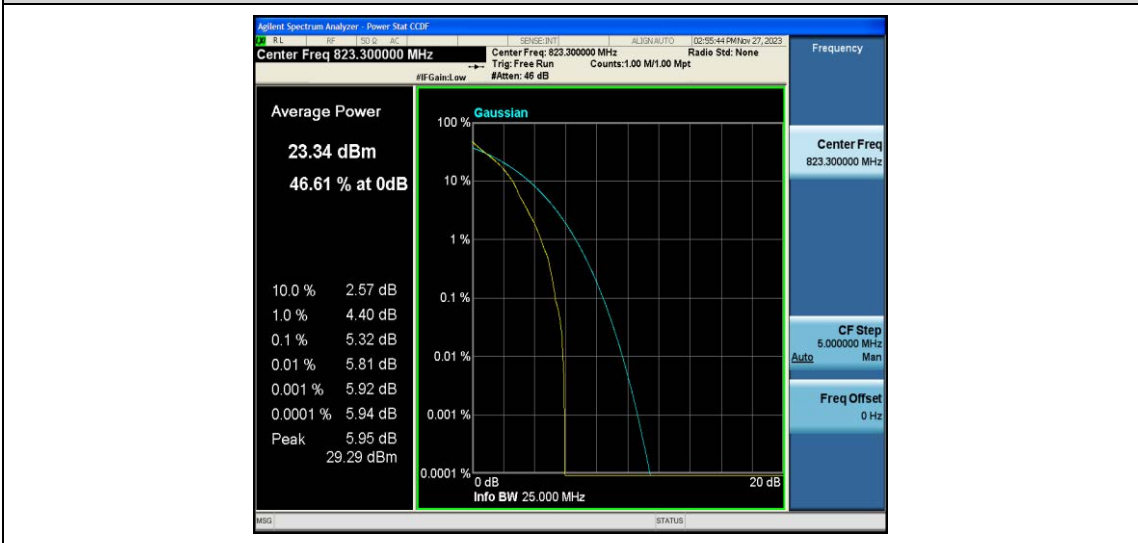 Agilent Spectrum Analyzer - Power Stat CCDF
RL RF 50 Ω AC SENSE:INT ALIGNAUTO 02:55:44 PM Nov 27, 2023
Center Freq 823.300000 MHz
Center Freq: 823.300000 MHz Radio Std: None
Trig: Free Run Counts:1.00 M/1.00 Mpt
#IFGain:Low #Atten: 46 dB
Frequency
Average Power
23.34 dBm
46.61 % at 0dB
10.0 % 2.57 dB
1.0 % 4.40 dB
0.1 % 5.32 dB
0.01 % 5.81 dB
0.001 % 5.92 dB
0.0001 % 5.94 dB
Peak 5.95 dB
29.29 dBm
Gaussian
100 %
10 %
1 %
0.1 %
0.01 %
0.001 %
0.0001 %
0 dB 20 dB
Info BW 25.000 MHz
Center Freq
823.300000 MHz
CF Step
5.000000 MHz
Auto Man
Freq Offset
0 Hz
MSG STATUS